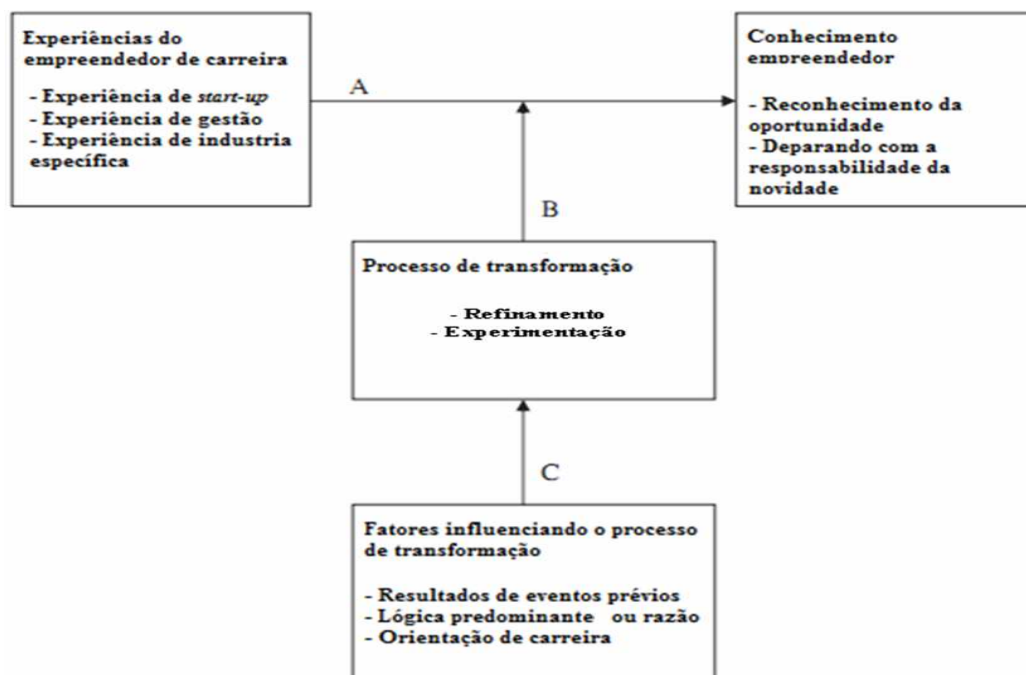 Experiências do
empreendedor de carreira
- Experiência de start-up
- Experiência de gestão
- Experiência de industria
específica
A
Conhecimento
empreendedor
- Reconhecimento da
oportunidade
- Deparando com a
responsabilidade da
novidade
B
Processo de transformação
- Refinamento
- Experimentação
C
Fatores influenciando o processo
de transformação
- Resultados de eventos prévios
- Lógica predominante ou razão
- Orientação de carreira